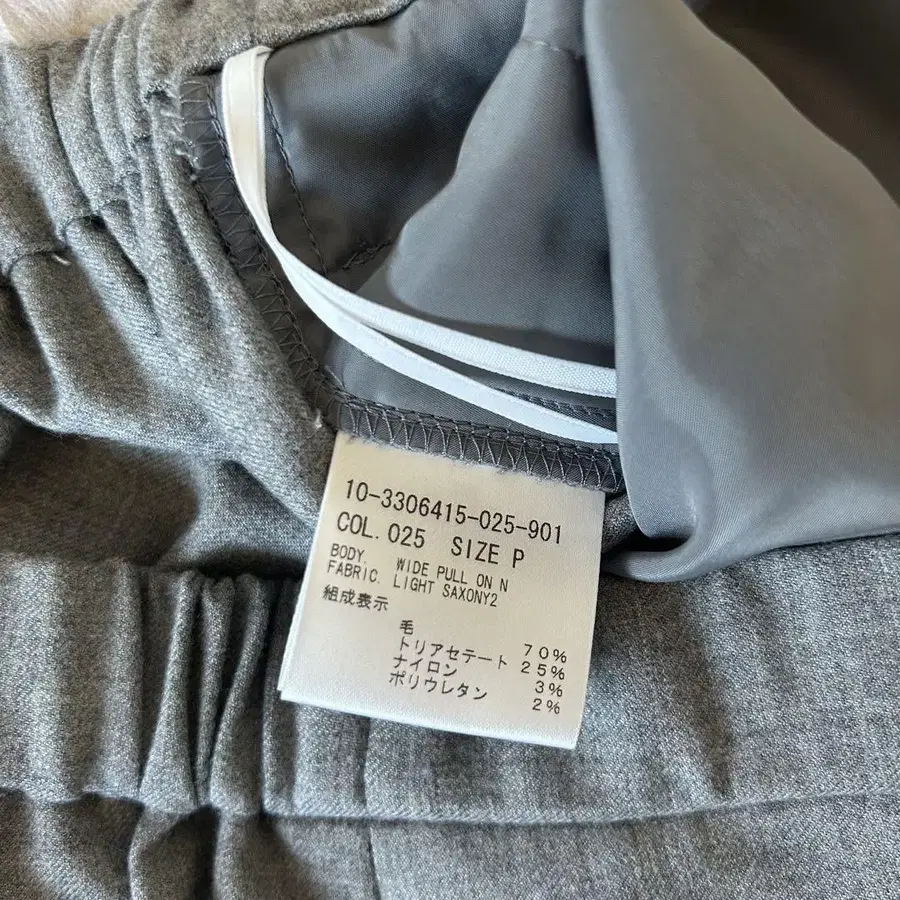 10-3306415-025-901
COL. 025 SIZE P
BODY. WIDE PULL ON N
FABRIC. LIGHT SAXONY2
組成表示
毛 70%
トリアセテート 25%
ナイロン 3%
ポリウレタン 2%